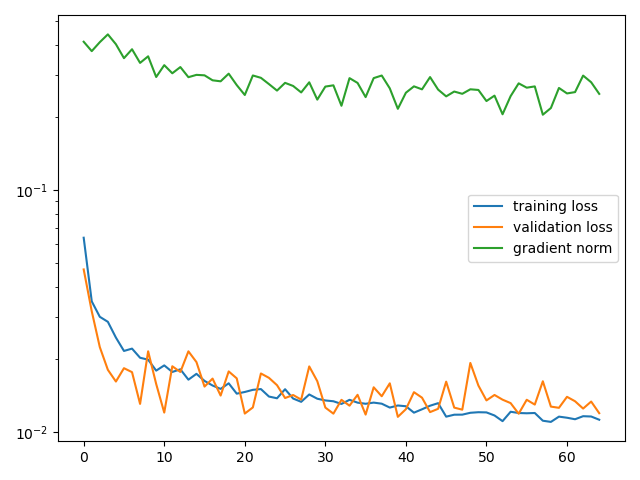 10⁻¹
10⁻²
training loss
validation loss
gradient norm
0 10 20 30 40 50 60